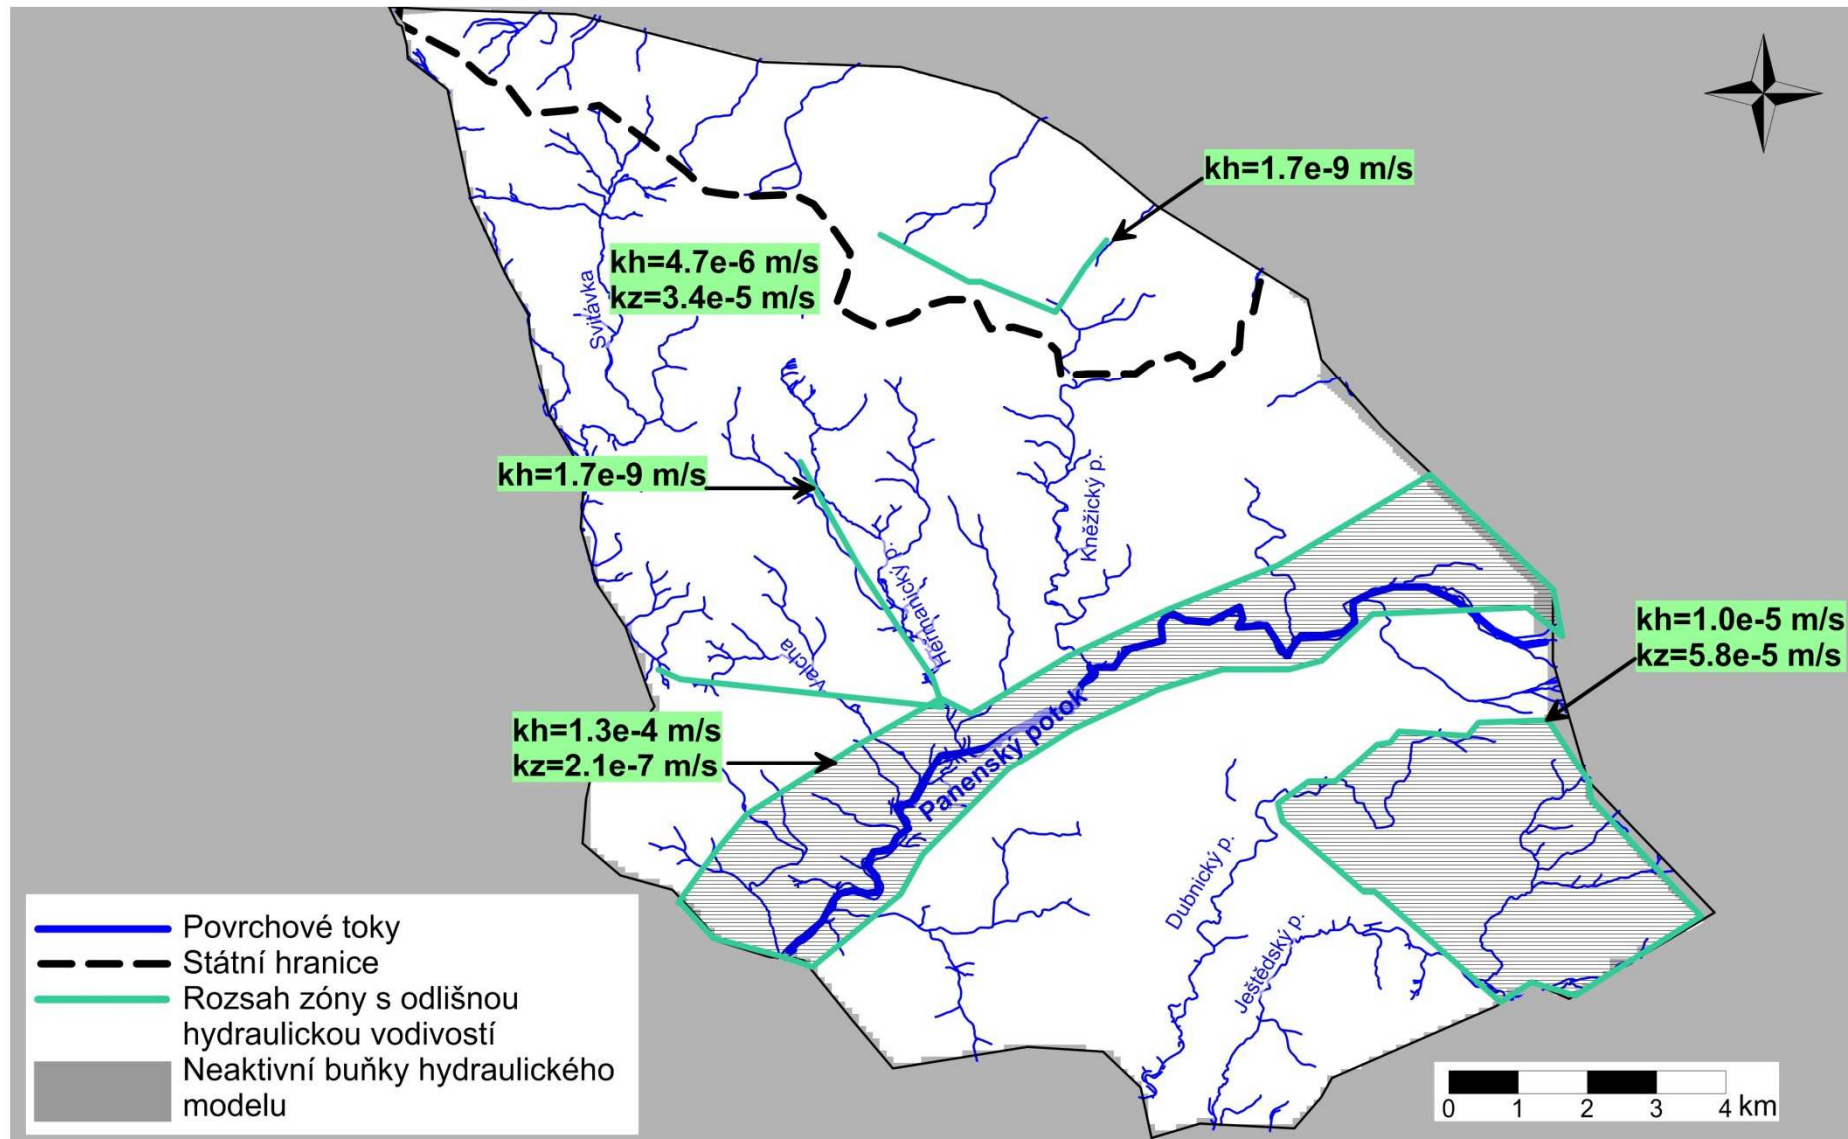 kh=1.7e-9 m/s
kh=4.7e-6 m/s
kz=3.4e-5 m/s
Svitávka
kh=1.7e-9 m/s
Kněžický p.
Heřmanický p.
Valcha
kh=1.0e-5 m/s
kz=5.8e-5 m/s
kh=1.3e-4 m/s
kz=2.1e-7 m/s
Panenský potok
Dubnický p.
Ještědský p.
Povrchové toky
Státní hranice
Rozsah zóny s odlišnou
hydraulickou vodivostí
Neaktivní buňky hydraulického
modelu
0 1 2 3 4 km